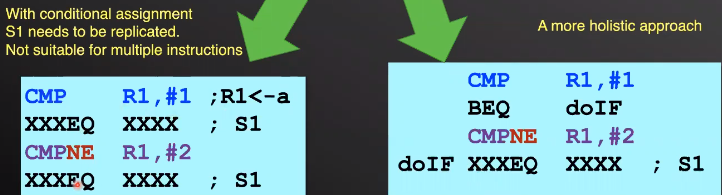 With conditional assignment
S1 needs to be replicated.
Not suitable for multiple instructions
CMP R1,#1 ;R1<-a
XXXEQ XXXX ; S1
CMPNE R1,#2
XXXEQ XXXX ; S1
A more holistic approach
CMP R1,#1
BEQ doIF
CMPNE R1,#2
doIF XXXEQ XXXX ; S1